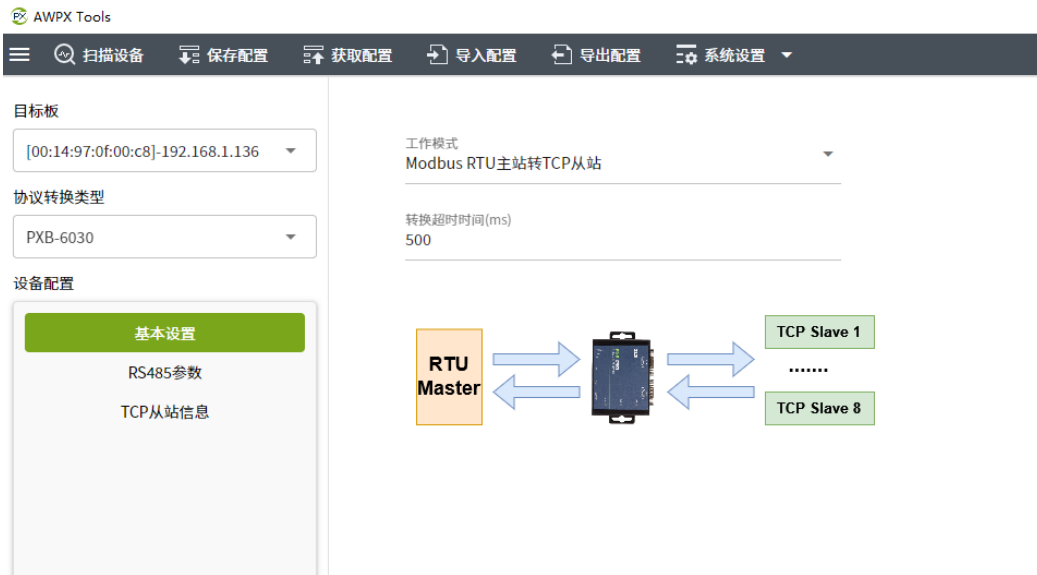 AWPX Tools
扫描设备 保存配置 获取配置 导入配置 导出配置 系统设置
目标板
[00:14:97:0f:00:c8]-192.168.1.136
协议转换类型
PXB-6030
设备配置
基本设置
RS485参数
TCP从站信息
工作模式
Modbus RTU主站转TCP从站
转换超时时间(ms)
500
RTU
Master
TCP Slave 1
.......
TCP Slave 8